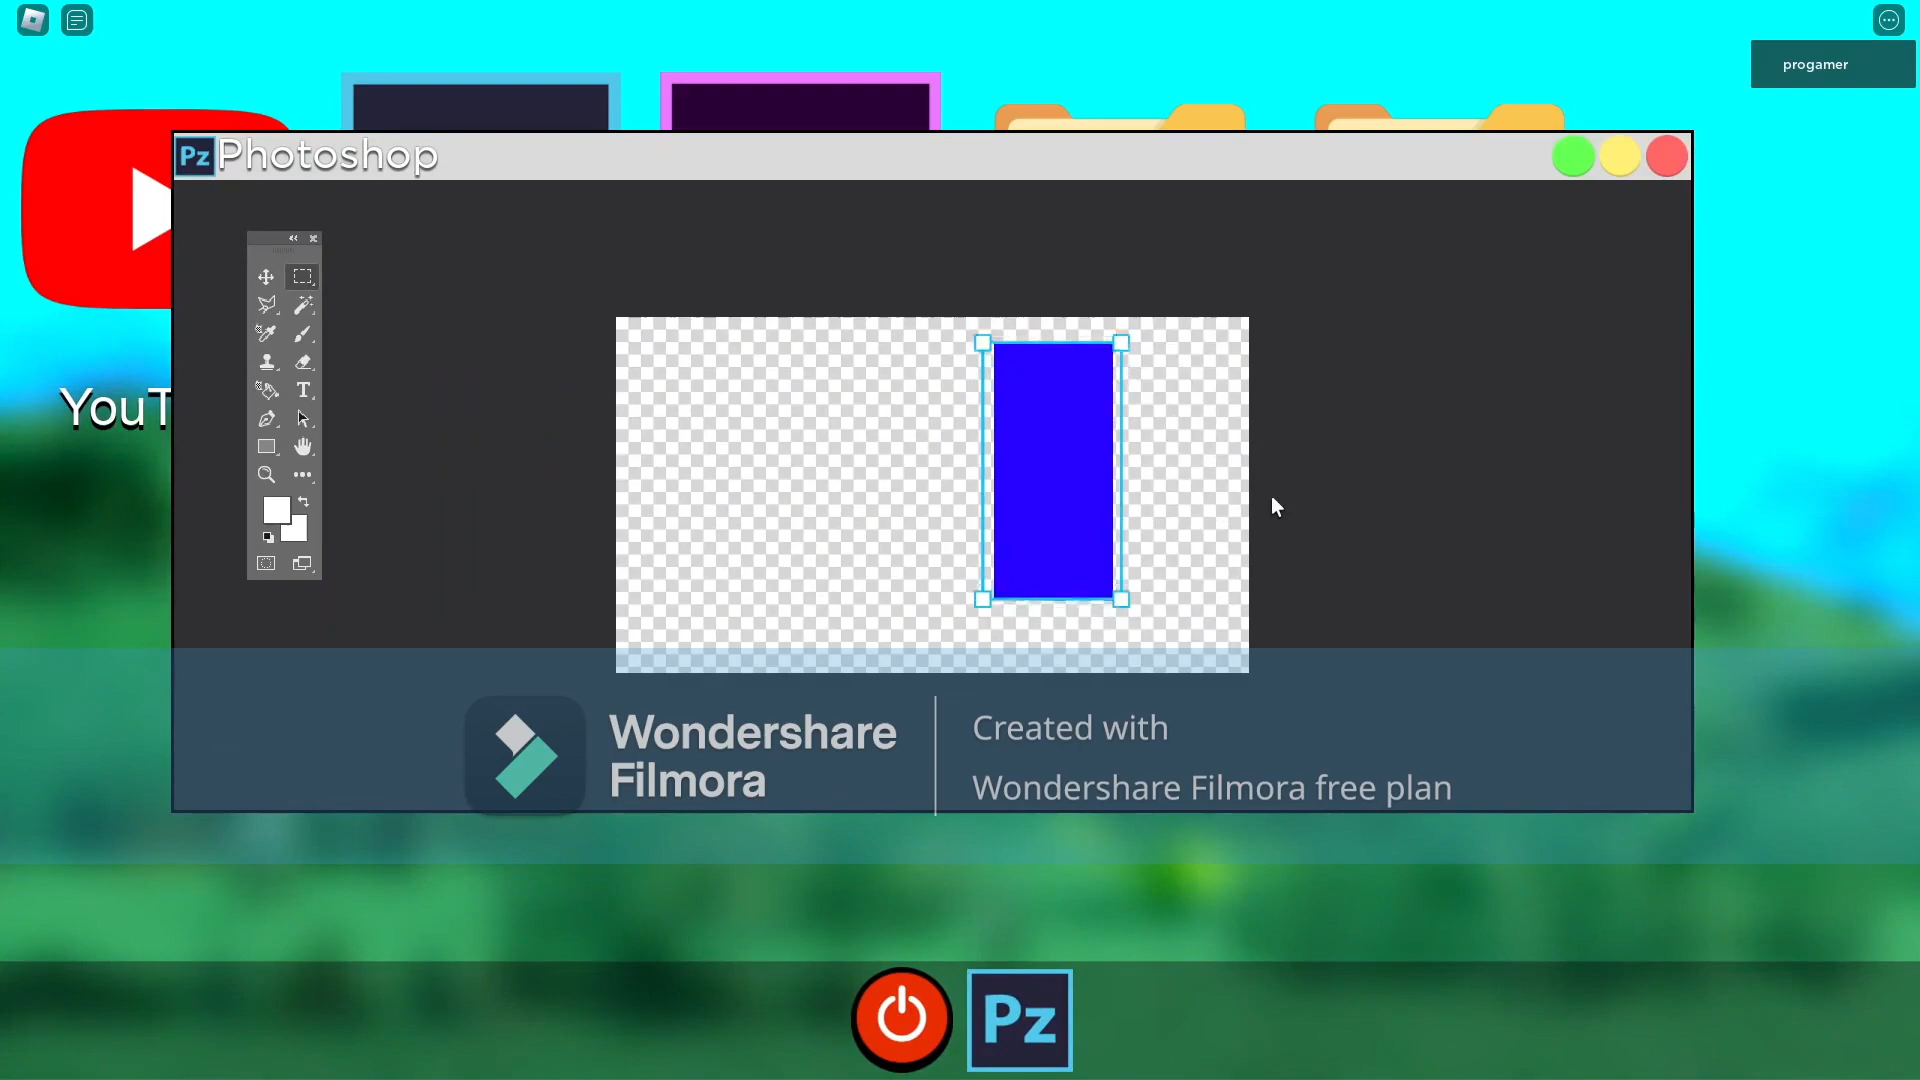 progamer
Pz Photoshop
YouT
T
Wondershare
Filmora
Created with
Wondershare Filmora free plan
Pz